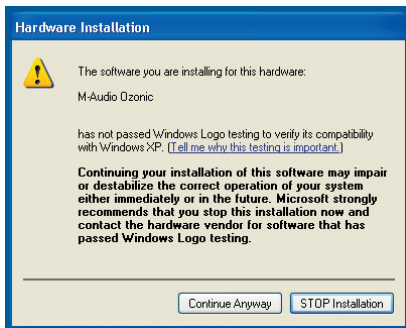 Hardware Installation
The software you are installing for this hardware:
M-Audio Ozonic
has not passed Windows Logo testing to verify its compatibility
with Windows XP. (Tell me why this testing is important.)
Continuing your installation of this software may impair
or destabilize the correct operation of your system
either immediately or in the future. Microsoft strongly
recommends that you stop this installation now and
contact the hardware vendor for software that has
passed Windows Logo testing.
Continue Anyway
STOP Installation